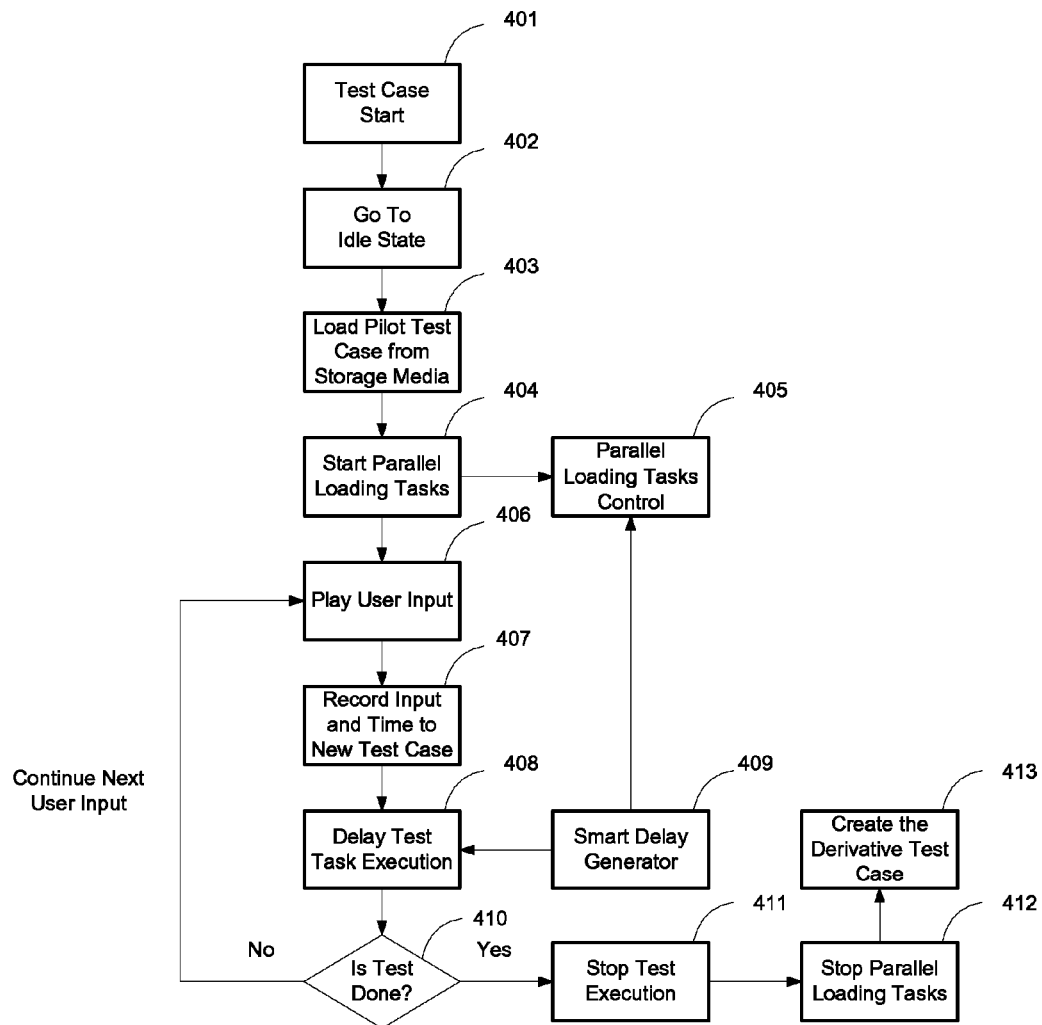 401
Test Case
Start
402
Go To
Idle State
403
Load Pilot Test
Case from
Storage Media
404
Start Parallel
Loading Tasks
405
Parallel
Loading Tasks
Control
406
Play User Input
407
Record Input
and Time to
New Test Case
Continue Next
User Input
408
Delay Test
Task Execution
409
Smart Delay
Generator
413
Create the
Derivative Test
Case
410
No
Is Test
Done?
Yes
411
Stop Test
Execution
412
Stop Parallel
Loading Tasks